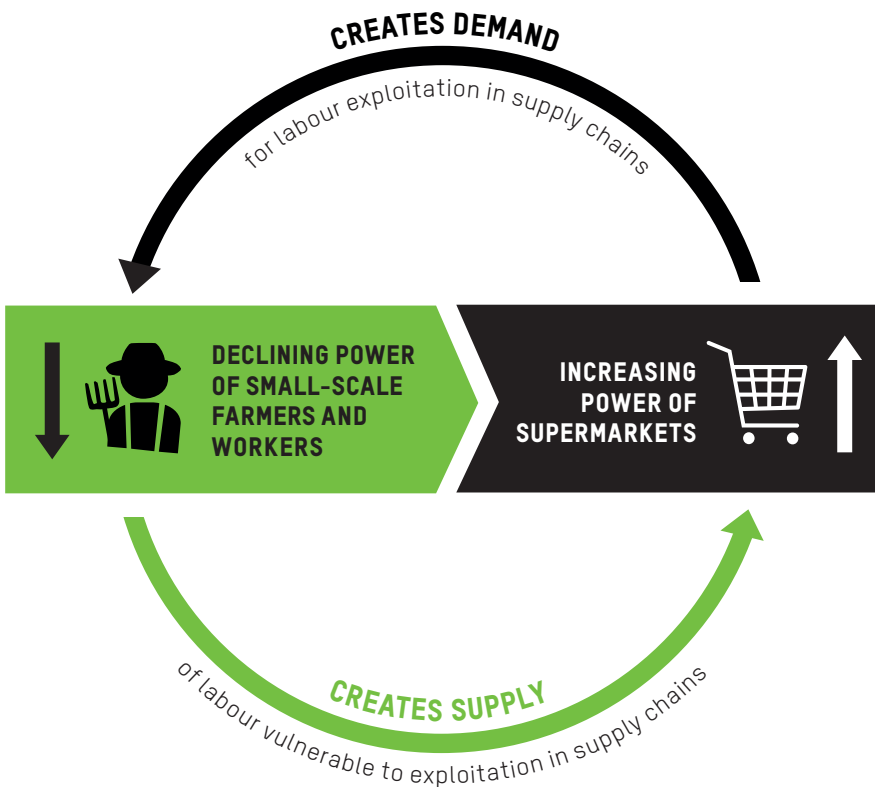 CREATES DEMAND
for labour exploitation in supply chains
DECLINING POWER
OF SMALL-SCALE
FARMERS AND
WORKERS
INCREASING
POWER OF
SUPERMARKETS
CREATES SUPPLY
of labour vulnerable to exploitation in supply chains